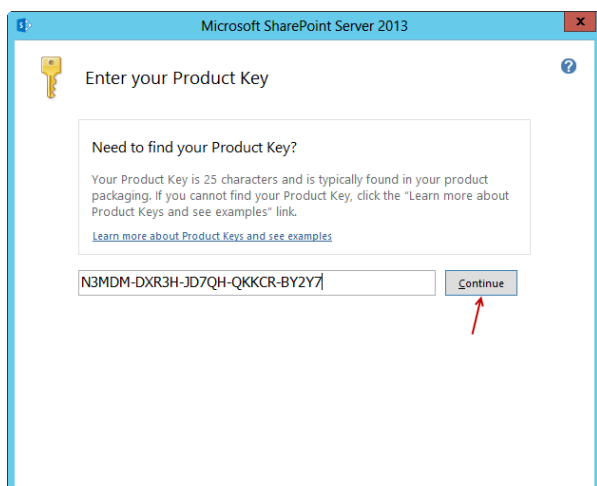 Microsoft SharePoint Server 2013
x
Enter your Product Key
?
Need to find your Product Key?
Your Product Key is 25 characters and is typically found in your product
packaging. If you cannot find your Product Key, click the "Learn more about
Product Keys and see examples" link.
Learn more about Product Keys and see examples
N3MDM-DXR3H-JD7QH-QKKCR-BY2Y7
Continue